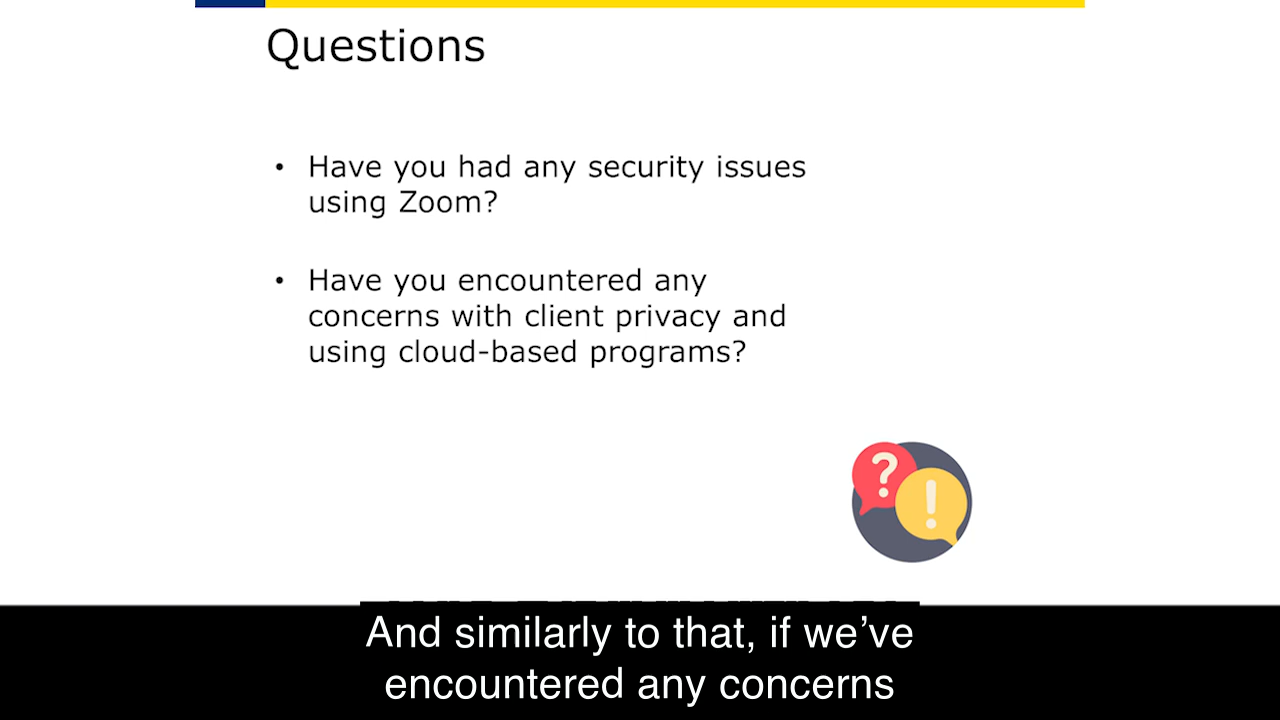 Questions
• Have you had any security issues
using Zoom?
• Have you encountered any
concerns with client privacy and
using cloud-based programs?
?
!
And similarly to that, if we’ve
encountered any concerns